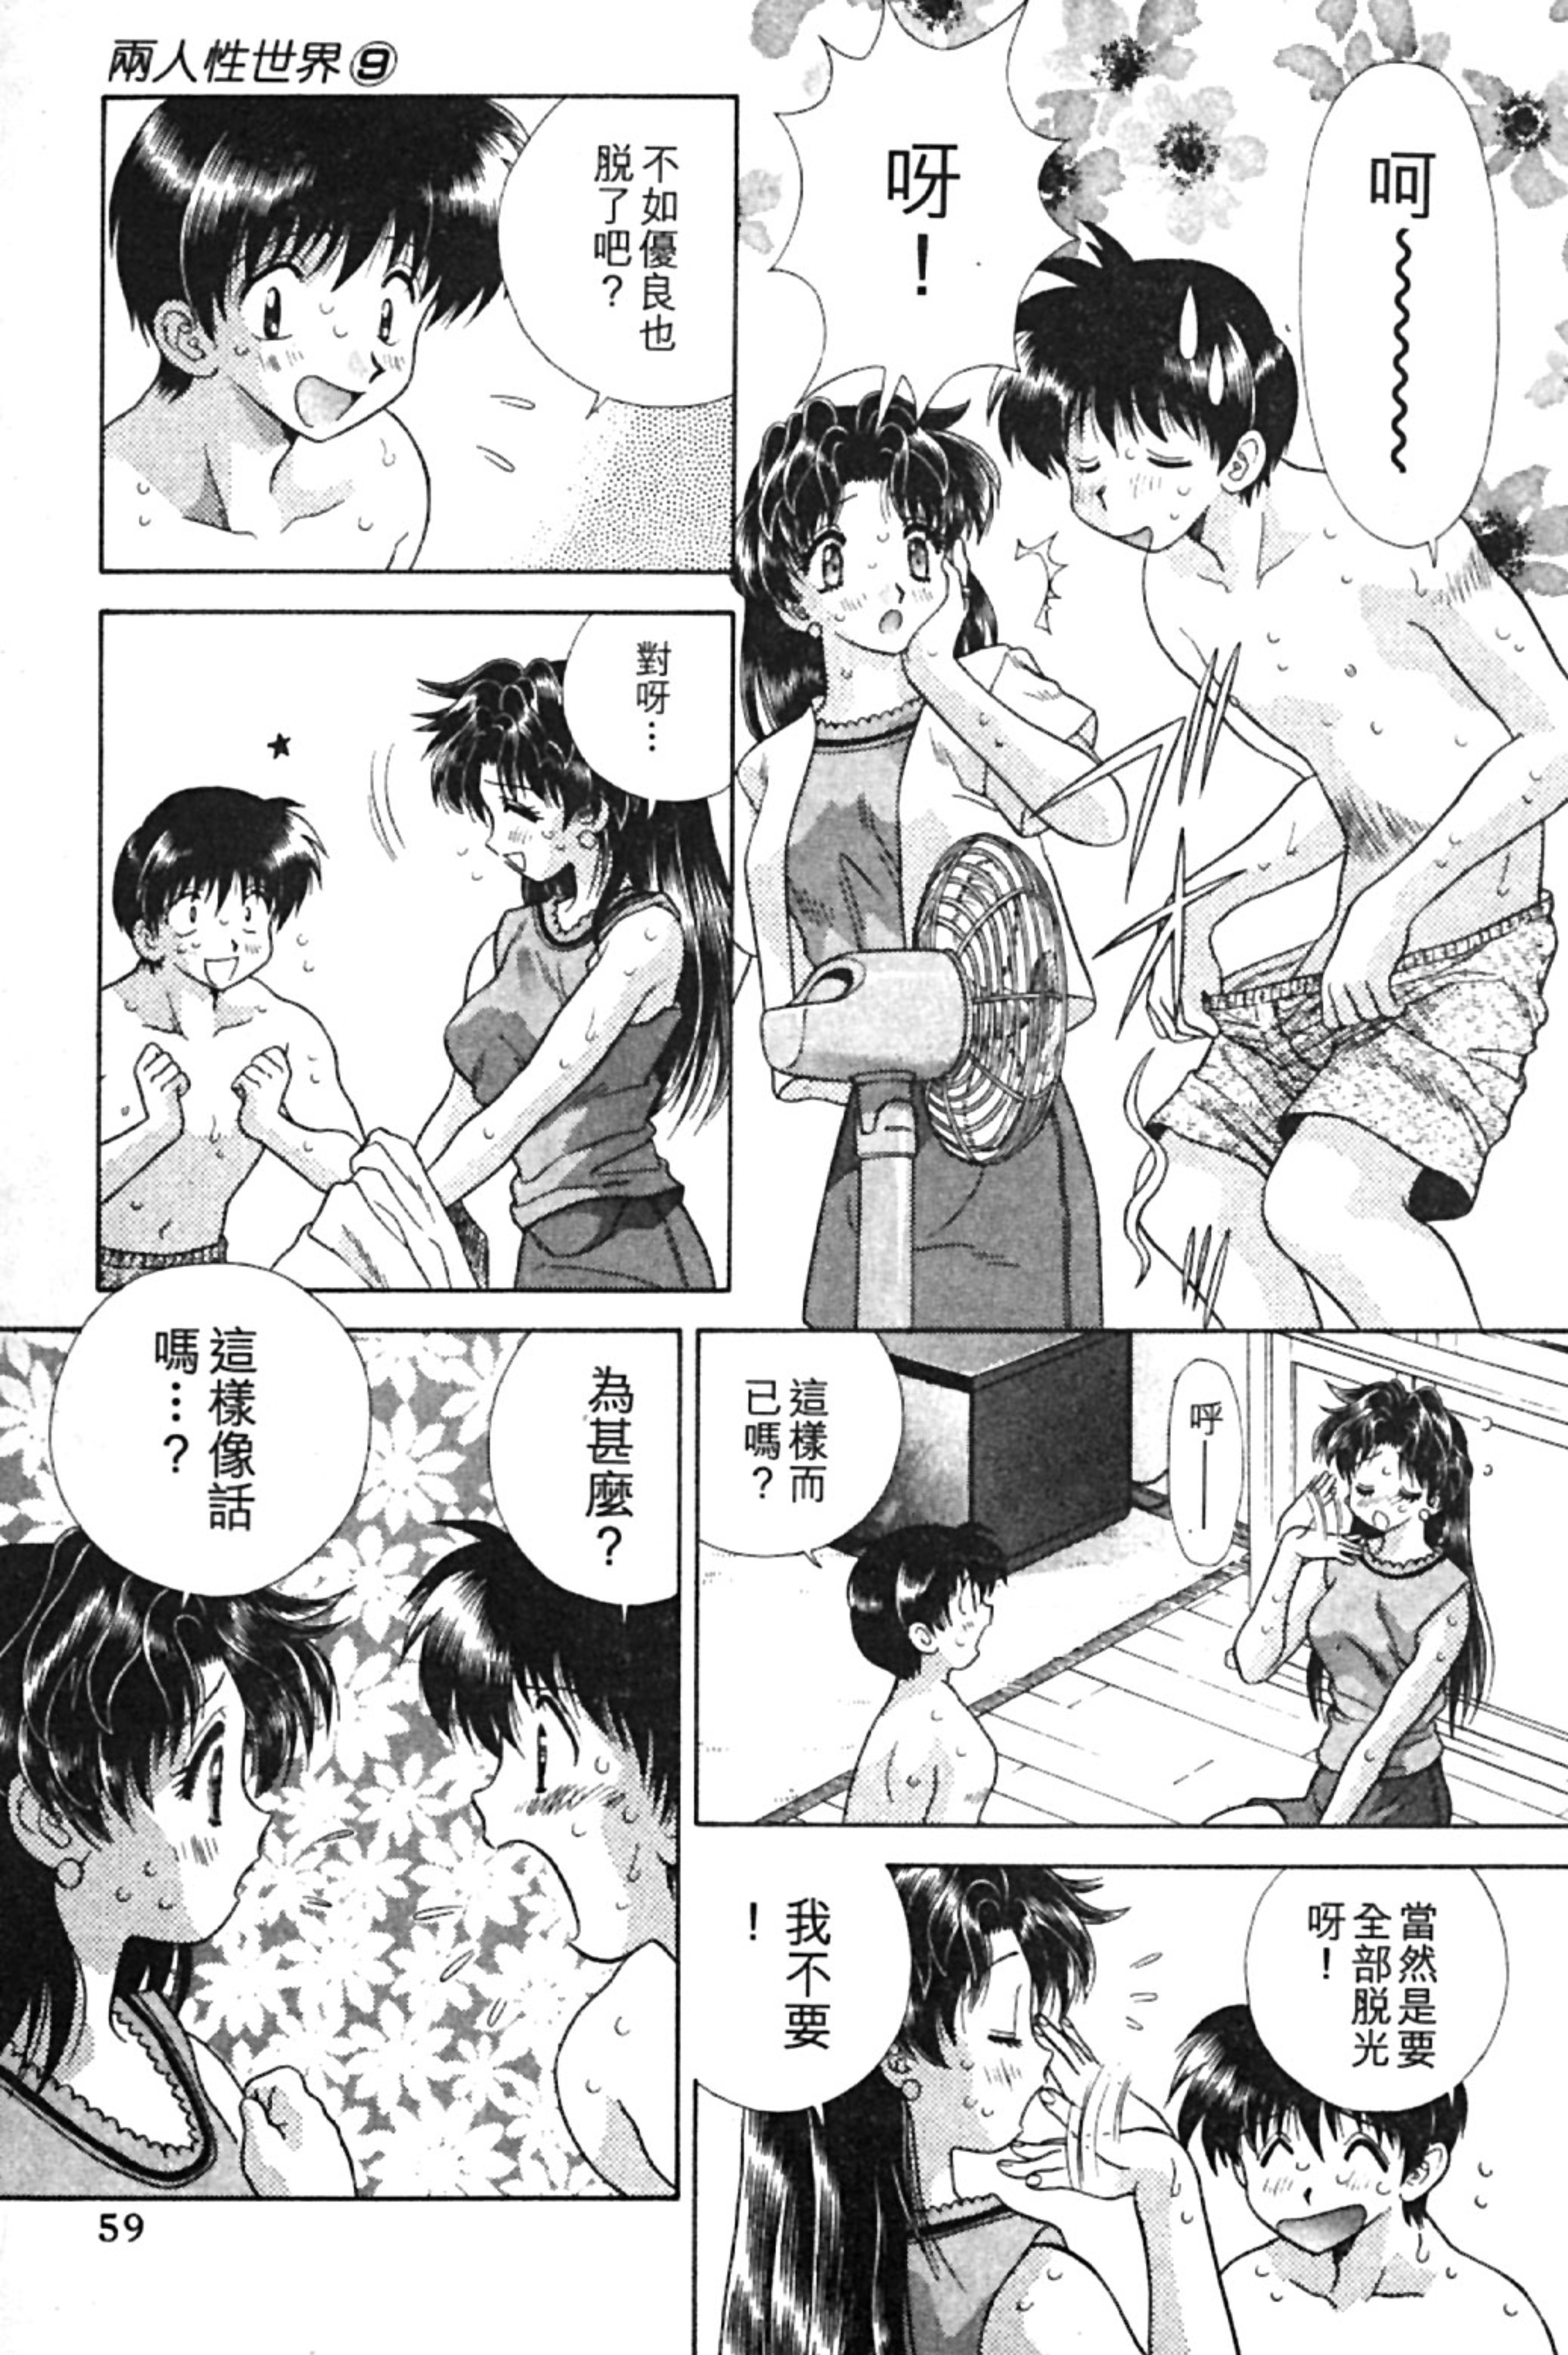 兩人性世界⑨
呵~~~~~
呀！
不如優良也
脱了吧？
對呀…
呼——
這樣而
已嗎？
當然是要
全部脱光
呀！
我不要
！
為甚麼？
這樣像話
嗎…？
59